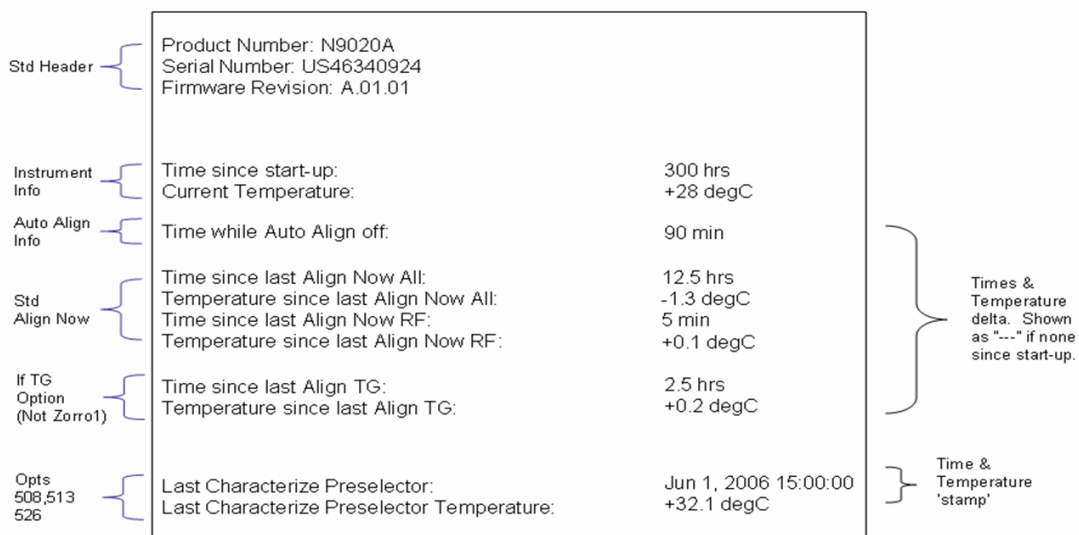 Std Header
Product Number: N9020A
Serial Number: US46340924
Firmware Revision: A.01.01
Instrument
Info
Time since start-up: 300 hrs
Current Temperature: +28 degC
Auto Align
Info
Time while Auto Align off: 90 min
Std
Align Now
Time since last Align Now All: 12.5 hrs
Temperature since last Align Now All: -1.3 degC
Time since last Align Now RF: 5 min
Temperature since last Align Now RF: +0.1 degC
If TG
Option
(Not Zorro1)
Time since last Align TG: 2.5 hrs
Temperature since last Align TG: +0.2 degC
Times &
Temperature
delta. Shown
as "---" if none
since start-up.
Opts
508,513
526
Last Characterize Preselector: Jun 1, 2006 15:00:00
Last Characterize Preselector Temperature: +32.1 degC
Time &
Temperature
'stamp'